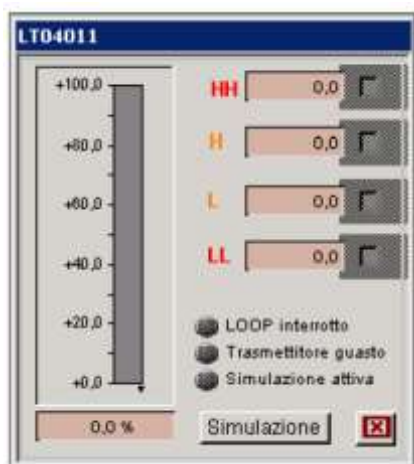 LT04011
+100,0
+80,0
+60,0
+40,0
+20,0
+0,0
0,0 %
HH 0,0
H 0,0
L 0,0
LL 0,0
LOOP interrotto
Trasmettitore guasto
Simulazione attiva
Simulazione